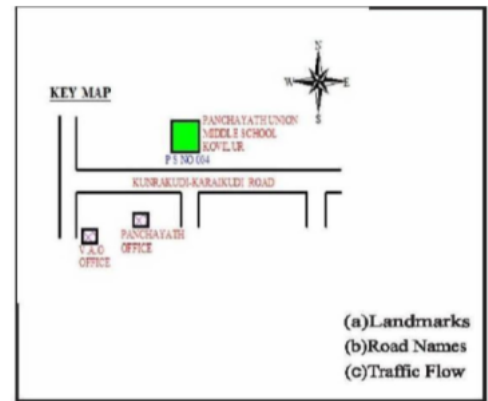 N
W E
S
KEY MAP
PANCHAYATH UNION
MIDDLE SCHOOL
KOVILUR
P S NO 004
KUNRAKUDI-KARAIKUDI ROAD
PANCHAYATH
OFFICE
V.A.O
OFFICE
(a)Landmarks
(b)Road Names
(c)Traffic Flow